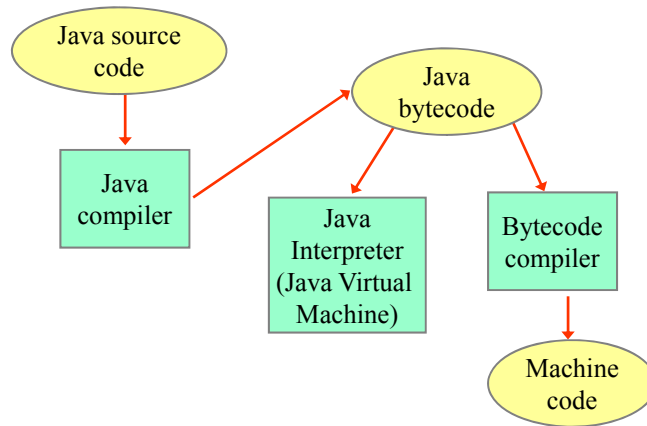 Java source
code
Java
compiler
Java
bytecode
Java
Interpreter
(Java Virtual
Machine)
Bytecode
compiler
Machine
code